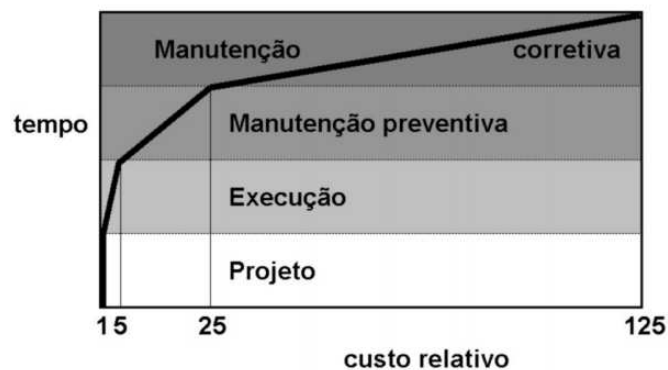 Manutenção corretiva
tempo
Manutenção preventiva
Execução
Projeto
1 5 25 125
custo relativo